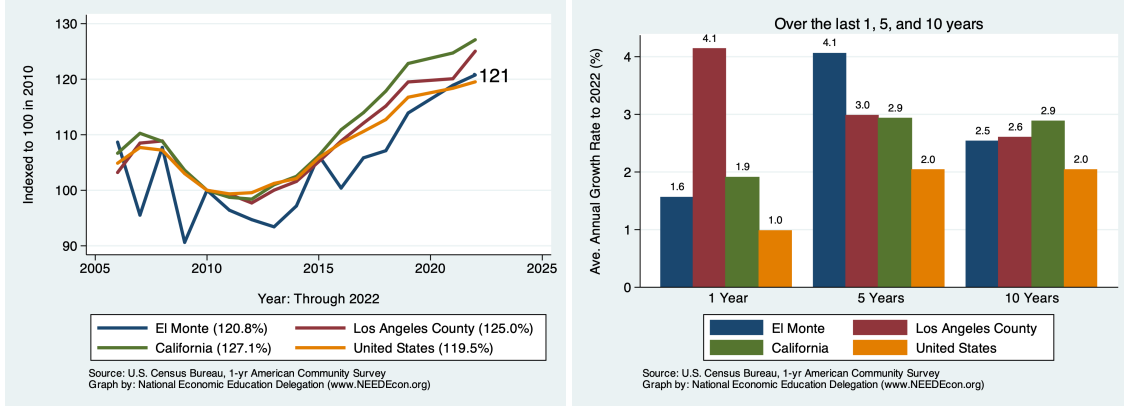 Indexed to 100 in 2010
130
120
110
100
90
121
2005
2010
2015
2020
2025
Year: Through 2022
El Monte (120.8%)
Los Angeles County (125.0%)
California (127.1%)
United States (119.5%)
Source: U.S. Census Bureau, 1-yr American Community Survey
Graph by: National Economic Education Delegation (www.NEEDEcon.org)
Over the last 1, 5, and 10 years
Ave. Annual Growth Rate to 2022 (%)
4
3
2
1
0
1.6
4.1
1.9
1.0
4.1
3.0
2.9
2.0
2.5
2.6
2.9
2.0
1 Year
5 Years
10 Years
El Monte
Los Angeles County
California
United States
Source: U.S. Census Bureau, 1-yr American Community Survey
Graph by: National Economic Education Delegation (www.NEEDEcon.org)